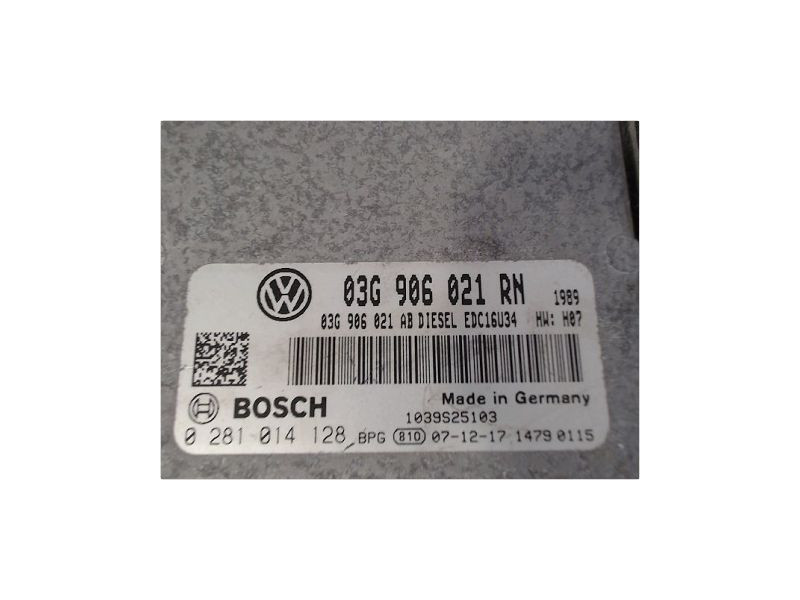 03G 906 021 RN 1989
03G 906 021 AB DIESEL EDC16U34 HW: H07
BOSCH
Made in Germany
1039S25103
0 281 014 128 BPG 810 07-12-17 1479 0115